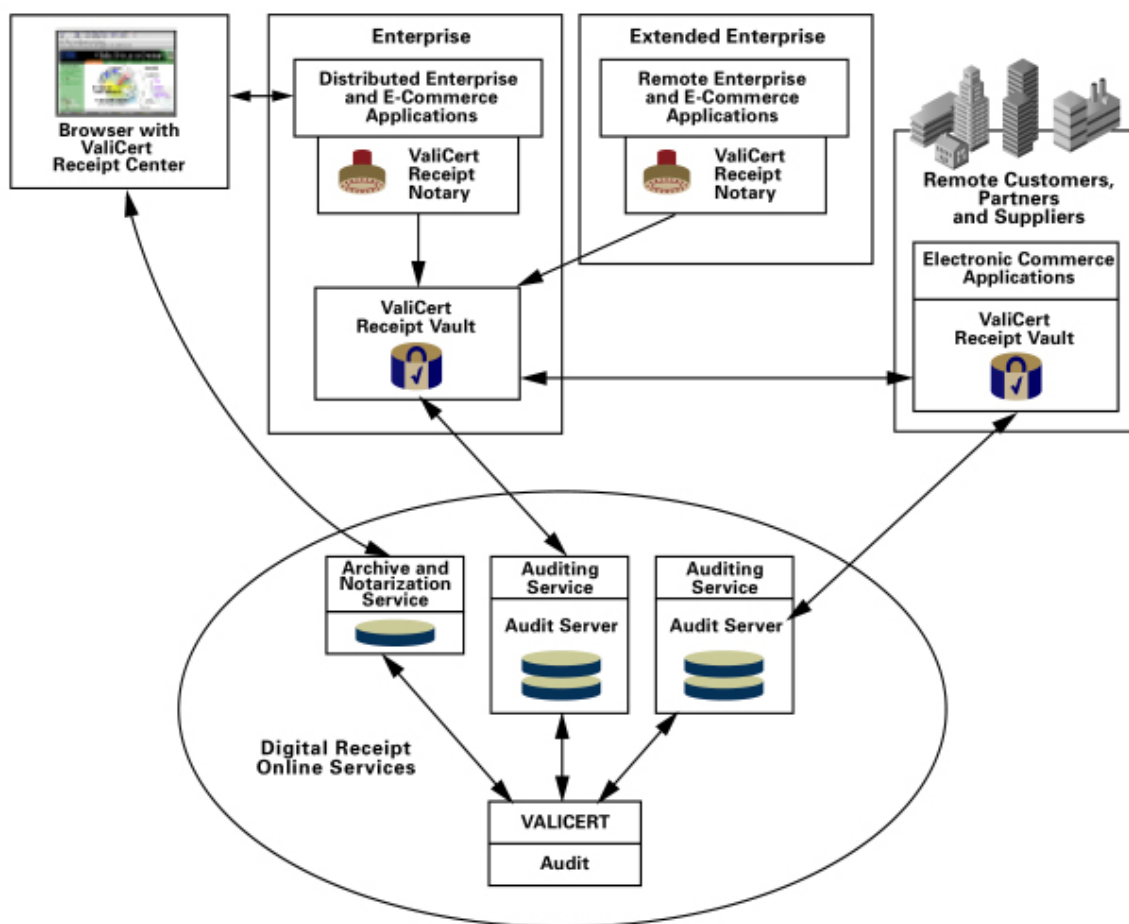 Browser with
ValiCert
Receipt Center
Enterprise
Distributed Enterprise
and E-Commerce
Applications
ValiCert
Receipt
Notary
ValiCert
Receipt Vault
Extended Enterprise
Remote Enterprise
and E-Commerce
Applications
ValiCert
Receipt
Notary
Remote Customers,
Partners
and Suppliers
Electronic Commerce
Applications
ValiCert
Receipt Vault
Archive and
Notarization
Service
Auditing
Service
Audit Server
Auditing
Service
Audit Server
Digital Receipt
Online Services
VALICERT
Audit